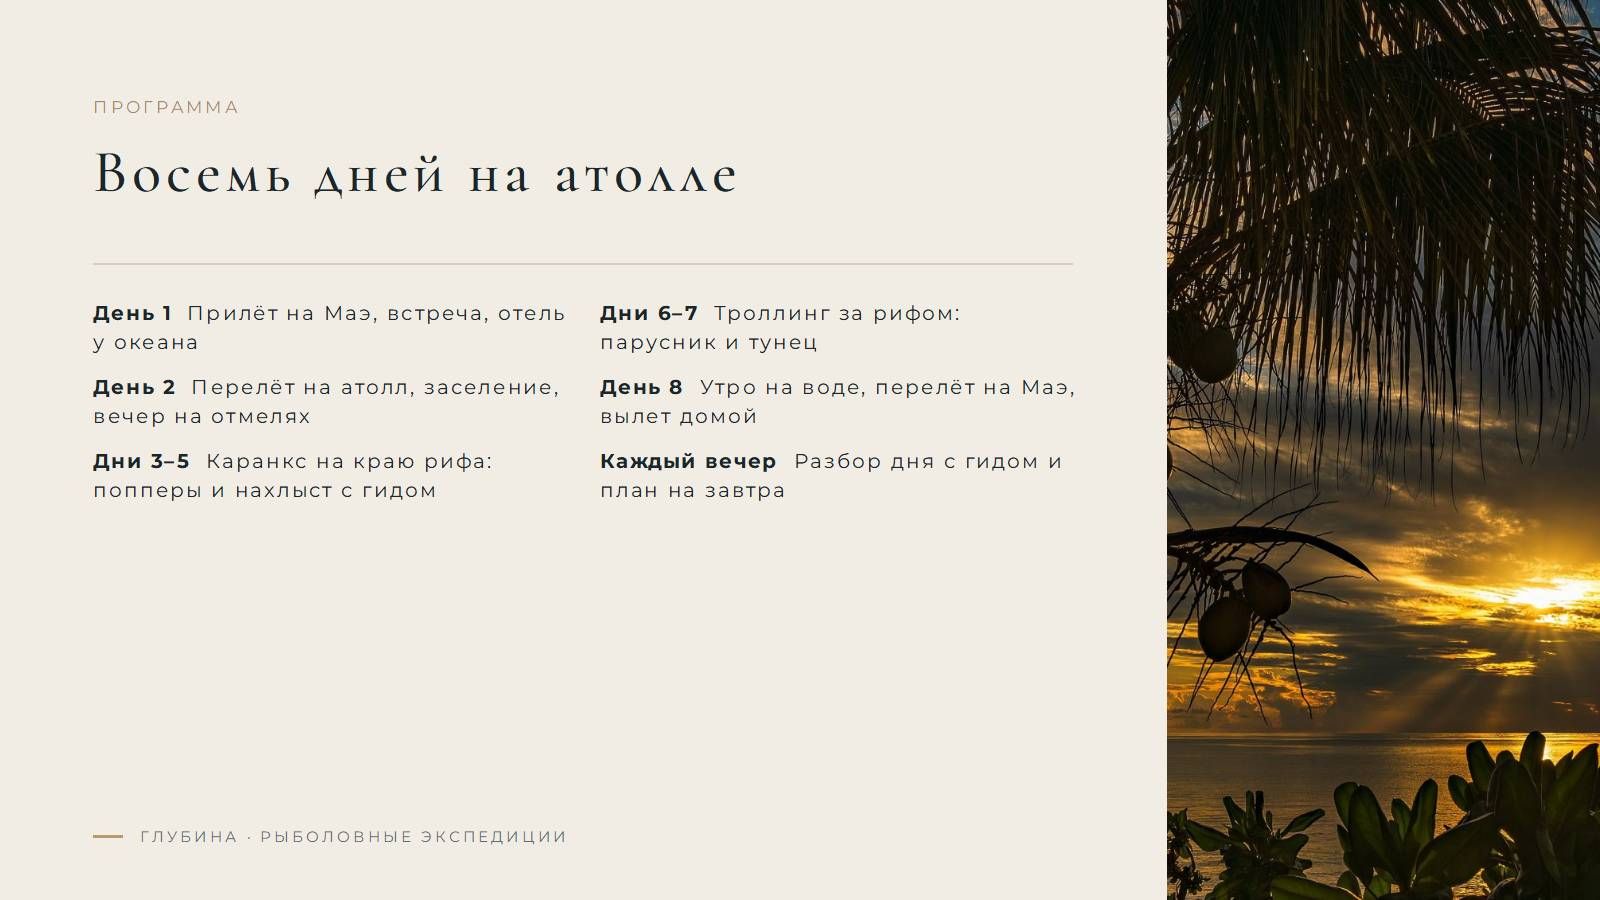 ПРОГРАММА
Восемь дней на атолле
День 1 Прилёт на Маэ, встреча, отель
у океана
День 2 Перелёт на атолл, заселение,
вечер на отмелях
Дни 3–5 Каранкс на краю рифа:
попперы и нахлыст с гидом
Дни 6–7 Троллинг за рифом:
парусник и тунец
День 8 Утро на воде, перелёт на Маэ,
вылет домой
Каждый вечер Разбор дня с гидом и
план на завтра
ГЛУБИНА · РЫБОЛОВНЫЕ ЭКСПЕДИЦИИ